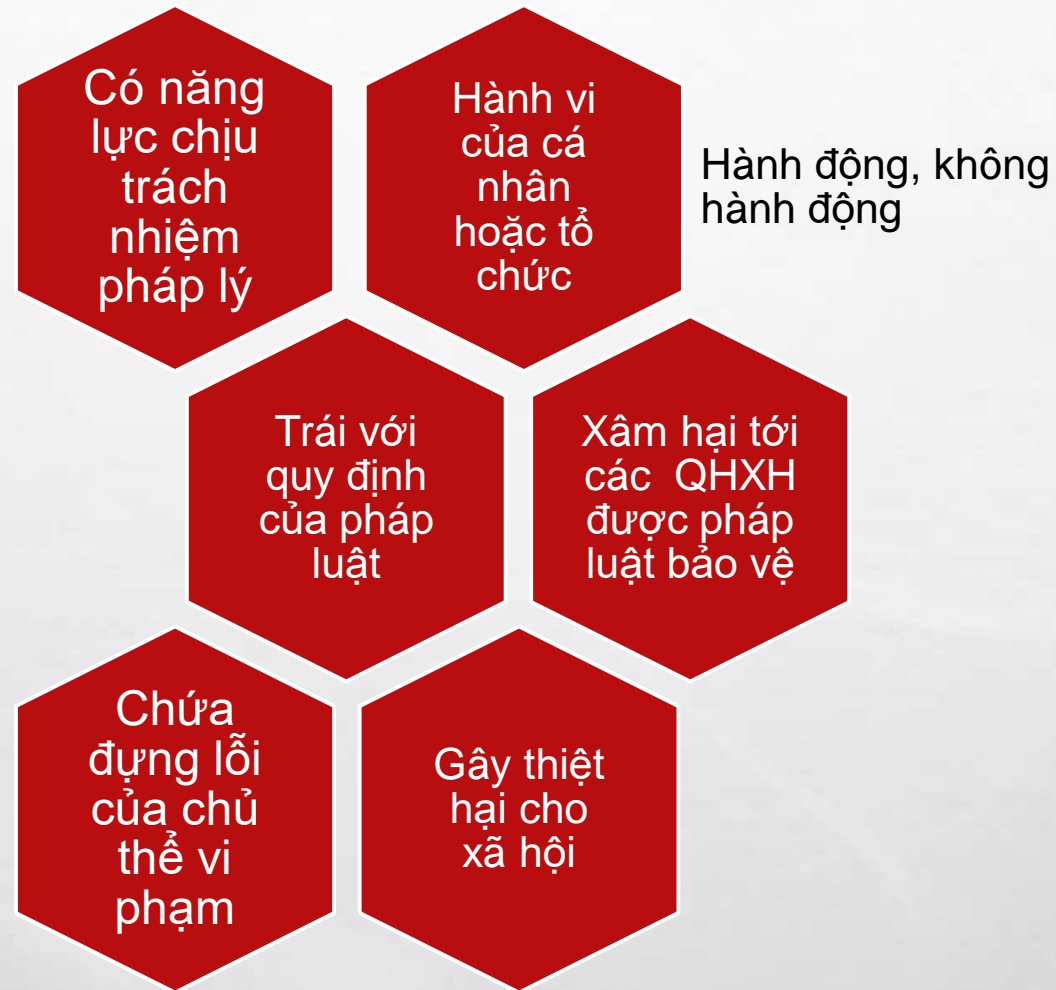 Có năng
lực chịu
trách
nhiệm
pháp lý
Hành vi
của cá
nhân
hoặc tổ
chức
Hành động, không
hành động
Trái với
quy định
của pháp
luật
Xâm hại tới
các QHXH
được pháp
luật bảo vệ
Chứa
đựng lỗi
của chủ
thể vi
phạm
Gây thiệt
hại cho
xã hội